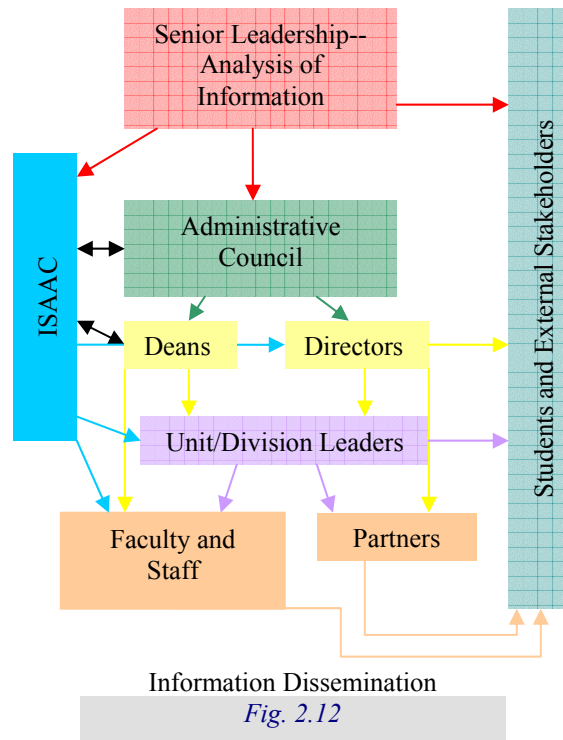 Senior Leadership--
Analysis of
Information
ISAAC
Administrative
Council
Students and External Stakeholders
Deans
Directors
Unit/Division Leaders
Faculty and
Staff
Partners
Information Dissemination
Fig. 2.12